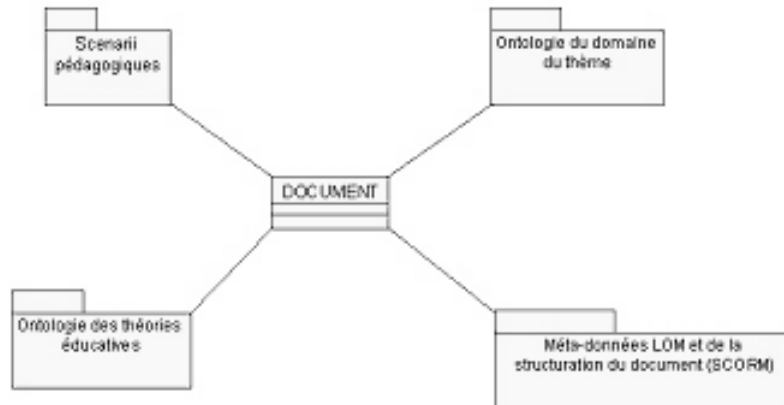 Scenarii
pédagogiques
Ontologie du domaine
du thème
DOCUMENT
Ontologie des théories
éducatives
Méta-données LOM et de la
structuration du document (SCORM)